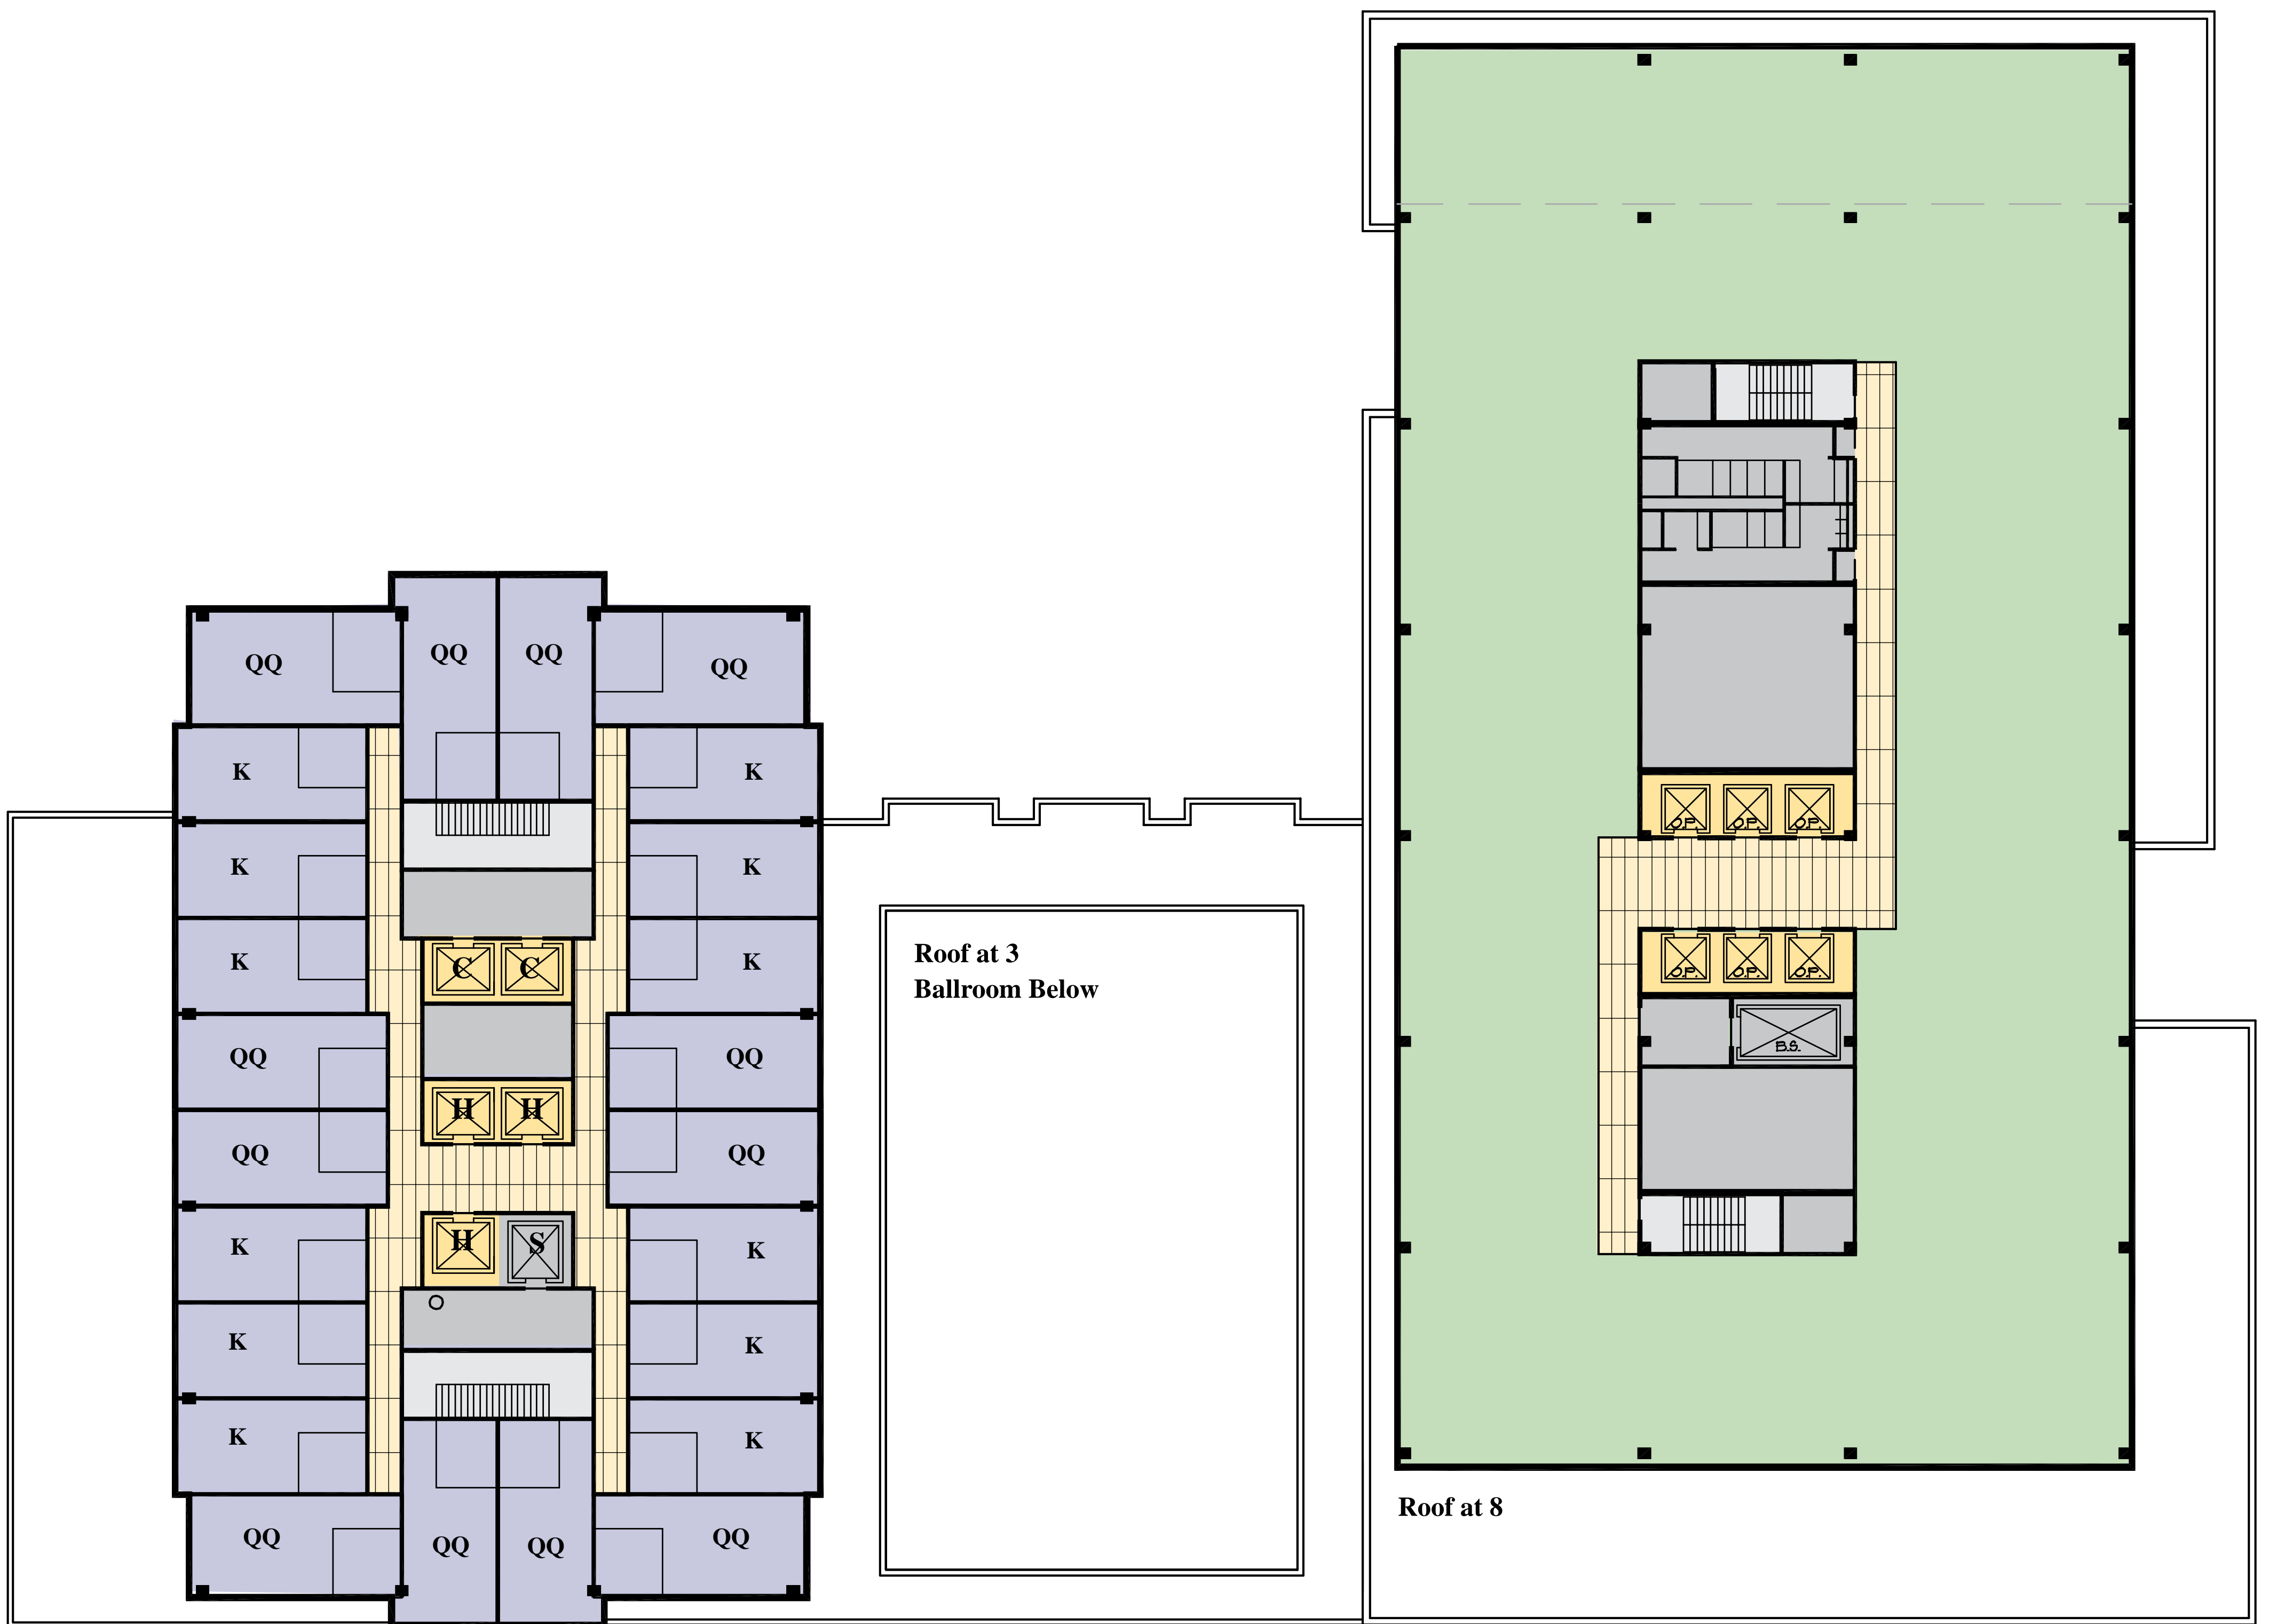 QQ
QQ
QQ
QQ
K
K
K
K
K
K
QQ
QQ
QQ
QQ
K
K
K
K
K
K
QQ
QQ
QQ
QQ
C
C
H
H
H
S
Roof at 3
Ballroom Below
O.P.
O.P.
O.P.
O.P.
O.P.
O.P.
B.S.
Roof at 8